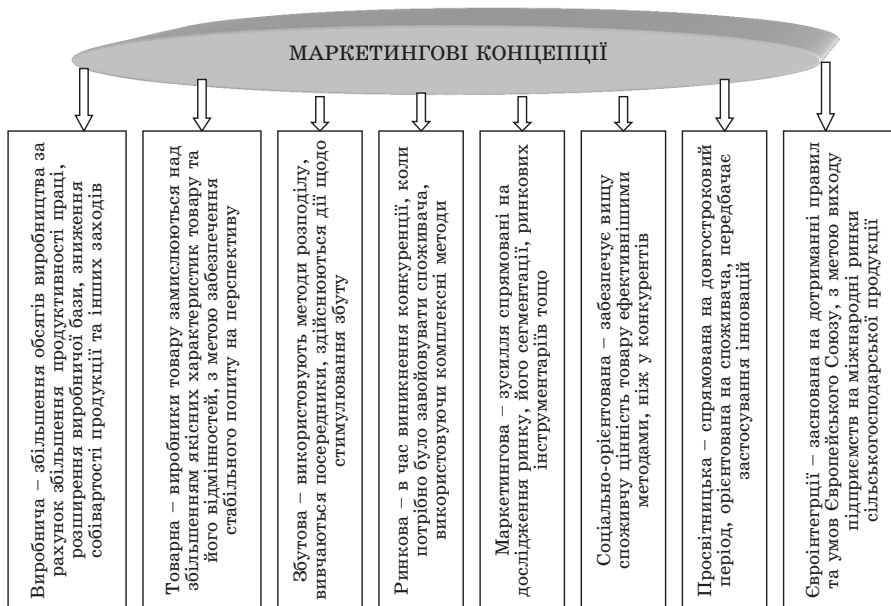 МАРКЕТИНГОВІ КОНЦЕПЦІЇ
Виробнича – збільшення обсягів виробництва за
рахунок збільшення продуктивності праці,
розширення виробничої бази, зниження
собівартості продукції та інших заходів
Товарна – виробники товару замислюються над
збільшенням якісних характеристик товару та
його відмінностей, з метою забезпечення
стабільного попиту на перспективу
Збутова – використовують методи розподілу,
вивчаються посередники, здійснюються дії щодо
стимулювання збуту
Ринкова – в час виникнення конкуренції, коли
потрібно було завойовувати споживача,
використовуючи комплексні методи
Маркетингова – зусилля спрямовані на
дослідження ринку, його сегментації, ринкових
інструментаріїв тощо
Соціально-орієнтована – забезпечує вищу
споживчу цінність товару ефективнішими
методами, ніж у конкурентів
Просвітницька – спрямована на довгостроковий
період, орієнтована на споживача, передбачає
застосування інновацій
Євроінтегрції – заснована на дотриманні правил
та умов Європейського Союзу, з метою виходу
підприємств на міжнародні ринки
сільськогосподарської продукції